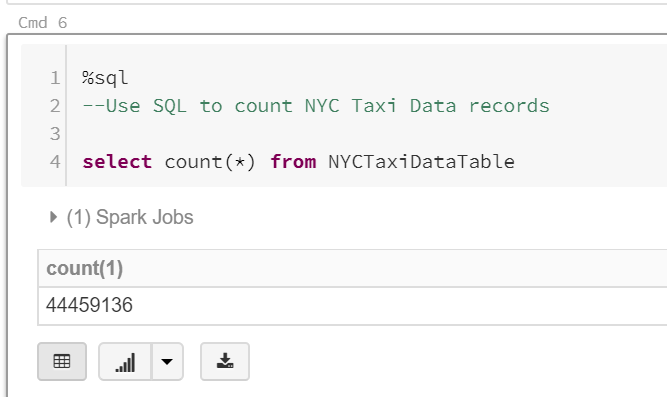 Cmd 6
1 %sql
2 --Use SQL to count NYC Taxi Data records
3
4 select count(*) from NYCTaxiDataTable
(1) Spark Jobs
count(1)
44459136